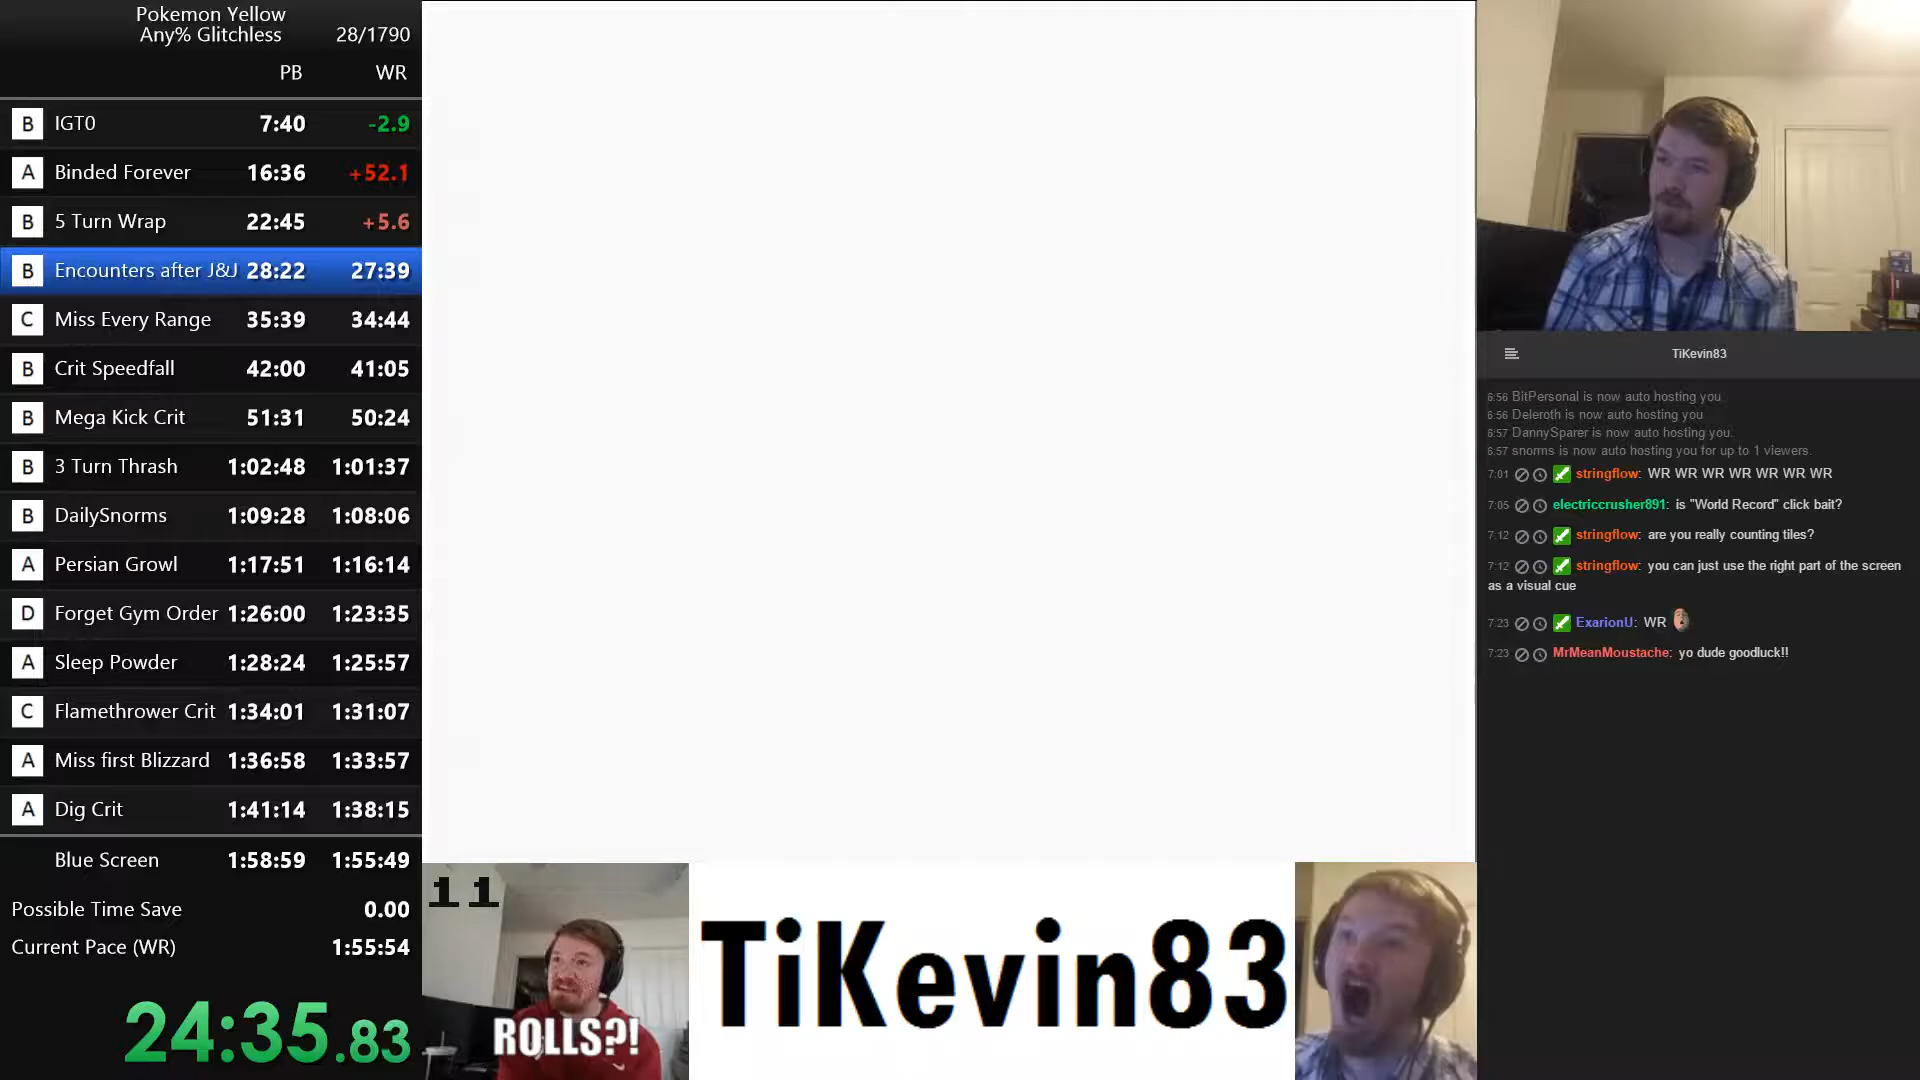 Pokemon Yellow
Any% Glitchless 28/1790
PB WR
B IGT0 7:40 -2.9
A Binded Forever 16:36 +52.1
B 5 Turn Wrap 22:45 +5.6
B Encounters after J&J 28:22 27:39
C Miss Every Range 35:39 34:44
B Crit Speedfall 42:00 41:05
B Mega Kick Crit 51:31 50:24
B 3 Turn Thrash 1:02:48 1:01:37
B DailySnorms 1:09:28 1:08:06
A Persian Growl 1:17:51 1:16:14
D Forget Gym Order 1:26:00 1:23:35
A Sleep Powder 1:28:24 1:25:57
C Flamethrower Crit 1:34:01 1:31:07
A Miss first Blizzard 1:36:58 1:33:57
A Dig Crit 1:41:14 1:38:15
Blue Screen 1:58:59 1:55:49
Possible Time Save 0.00
Current Pace (WR) 1:55:54
24:35.83
11
ROLLS?!
TiKevin83
TiKevin83
6:56 BitPersonal is now auto hosting you
6:56 Deleroth is now auto hosting you
6:57 DannySparer is now auto hosting you.
6:57 snorms is now auto hosting you for up to 1 viewers.
7:01 stringflow: WR WR WR WR WR WR WR
7:05 electriccrusher891: is "World Record" click bait?
7:12 stringflow: are you really counting tiles?
7:12 stringflow: you can just use the right part of the screen
as a visual cue
7:23 ExarionU: WR
7:23 MrMeanMoustache: yo dude goodluck!!